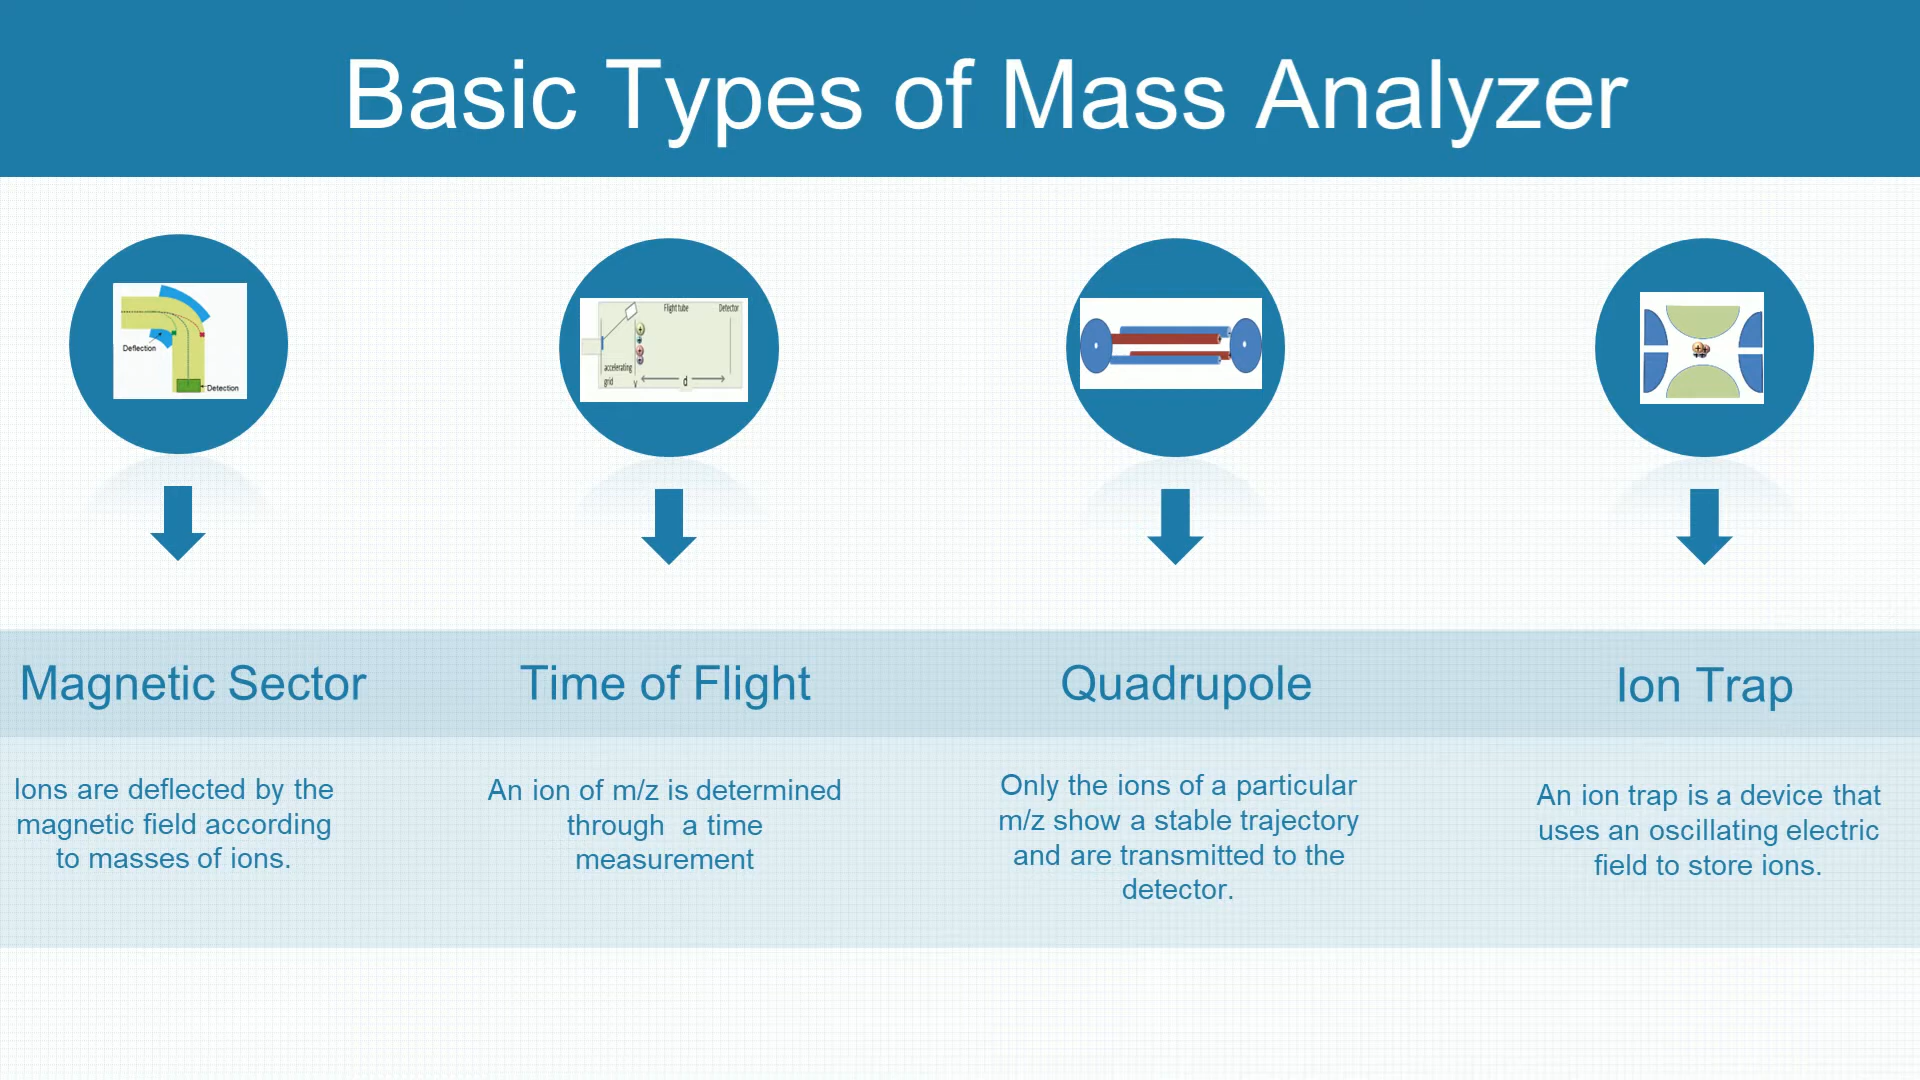 Basic Types of Mass Analyzer
Deflection
Detection
Flight tube
Detector
accelerating
grid
V
d
Magnetic Sector
Time of Flight
Quadrupole
Ion Trap
Ions are deflected by the
magnetic field according
to masses of ions.
An ion of m/z is determined
through a time
measurement
Only the ions of a particular
m/z show a stable trajectory
and are transmitted to the
detector.
An ion trap is a device that
uses an oscillating electric
field to store ions.